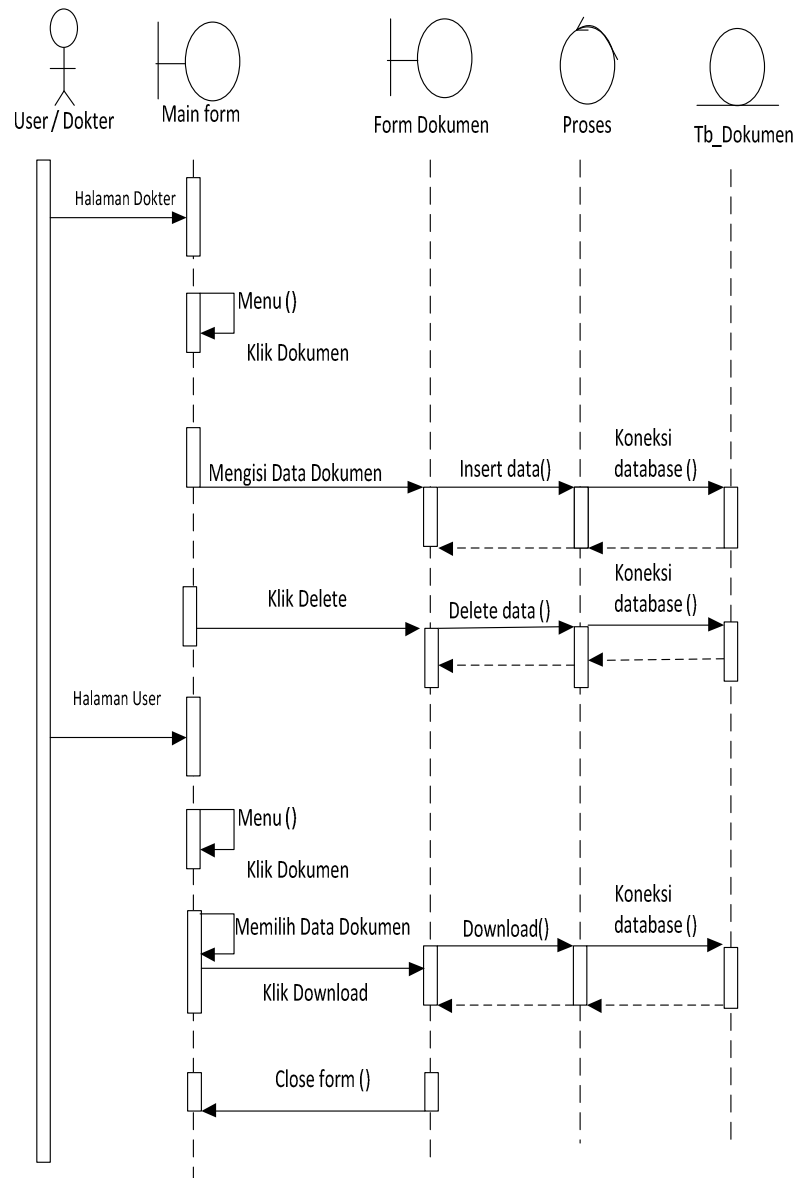 User / Dokter
Main form
Form Dokumen
Proses
Tb_Dokumen
Halaman Dokter
Menu ()
Klik Dokumen
Mengisi Data Dokumen
Insert data()
Koneksi
database ()
Klik Delete
Delete data ()
Koneksi
database ()
Halaman User
Menu ()
Klik Dokumen
Memilih Data Dokumen
Klik Download
Download()
Koneksi
database ()
Close form ()